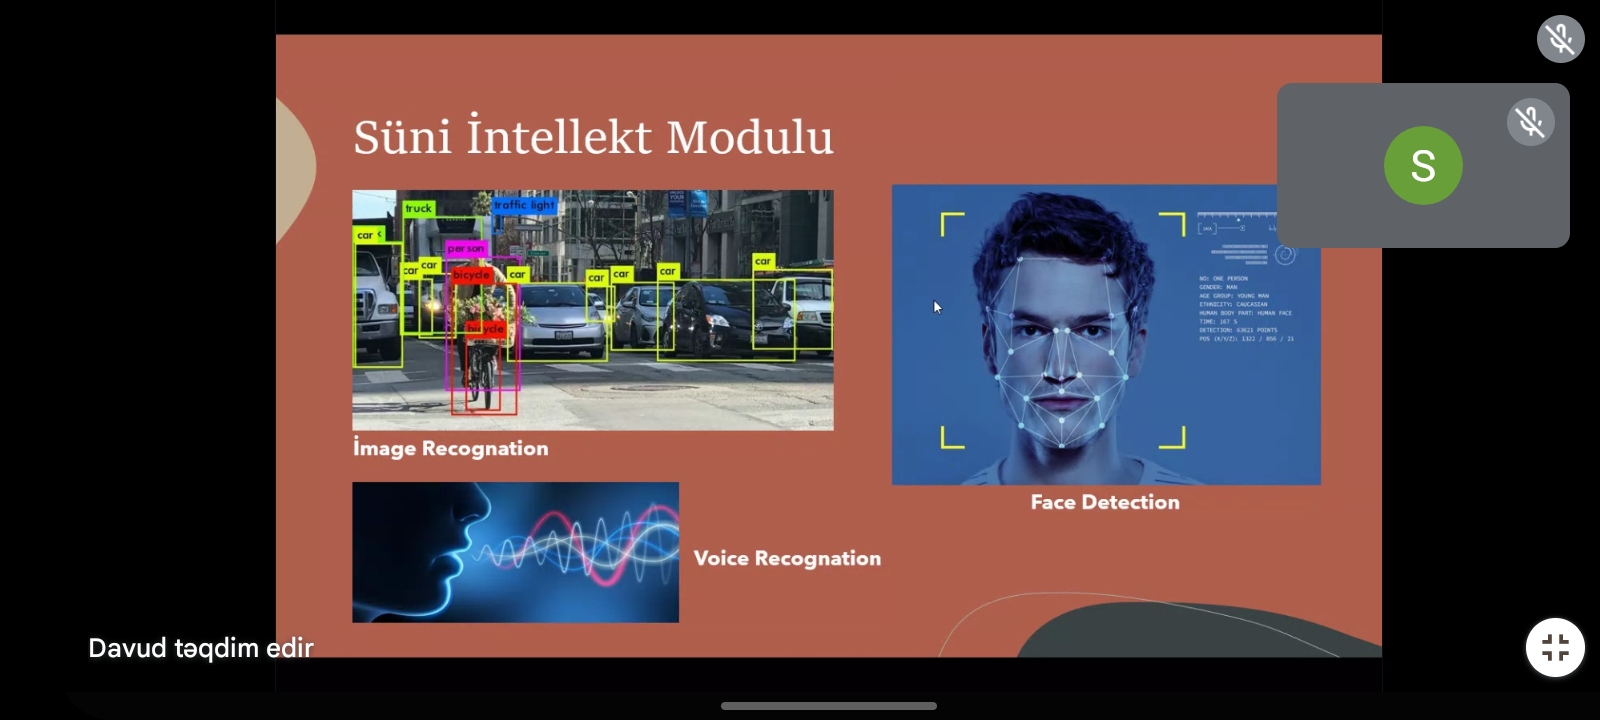 Süni İntellekt Modulu
truck
traffic light
car
person
car
car
bicycle
car
car
car
car
car
bicycle
NO: ONE PERSON
GENDER: MAN
AGE GROUP: YOUNG MAN
ETHNICITY: CAUCASIAN
HUMAN BODY PART: HUMAN FACE
TIME: 167 S
DETECTION: 63621 POINTS
POS (X/Y/Z): 1322 / 856 / 21
İmage Recognation
Face Detection
Voice Recognation
S
Davud təqdim edir